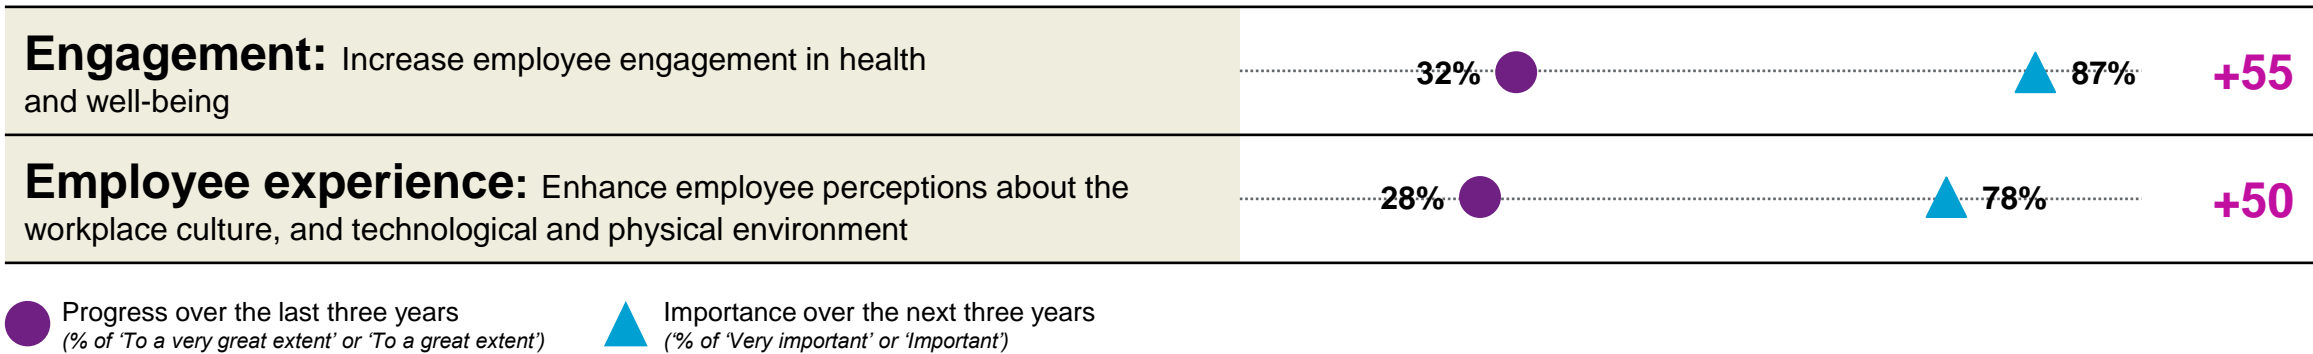 Engagement: Increase employee engagement in health
and well-being
32%
87%
+55
Employee experience: Enhance employee perceptions about the
workplace culture, and technological and physical environment
28%
78%
+50
Progress over the last three years
(% of ‘To a very great extent’ or ‘To a great extent’)
Importance over the next three years
(‘% of ‘Very important’ or ‘Important’)